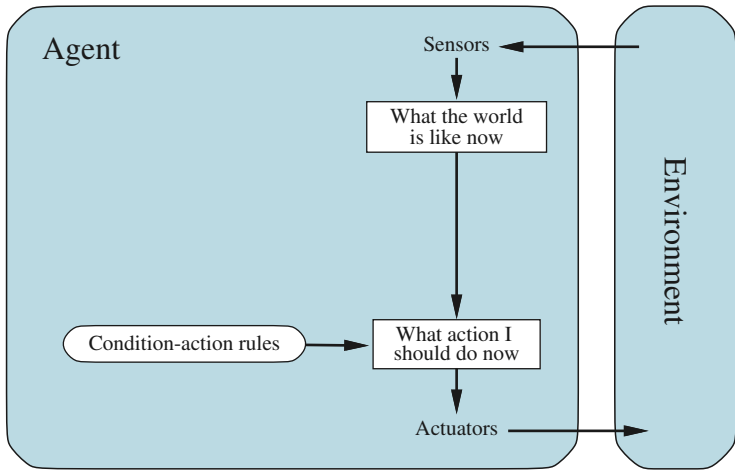 Agent
Sensors
What the world
is like now
Environment
Condition-action rules
What action I
should do now
Actuators